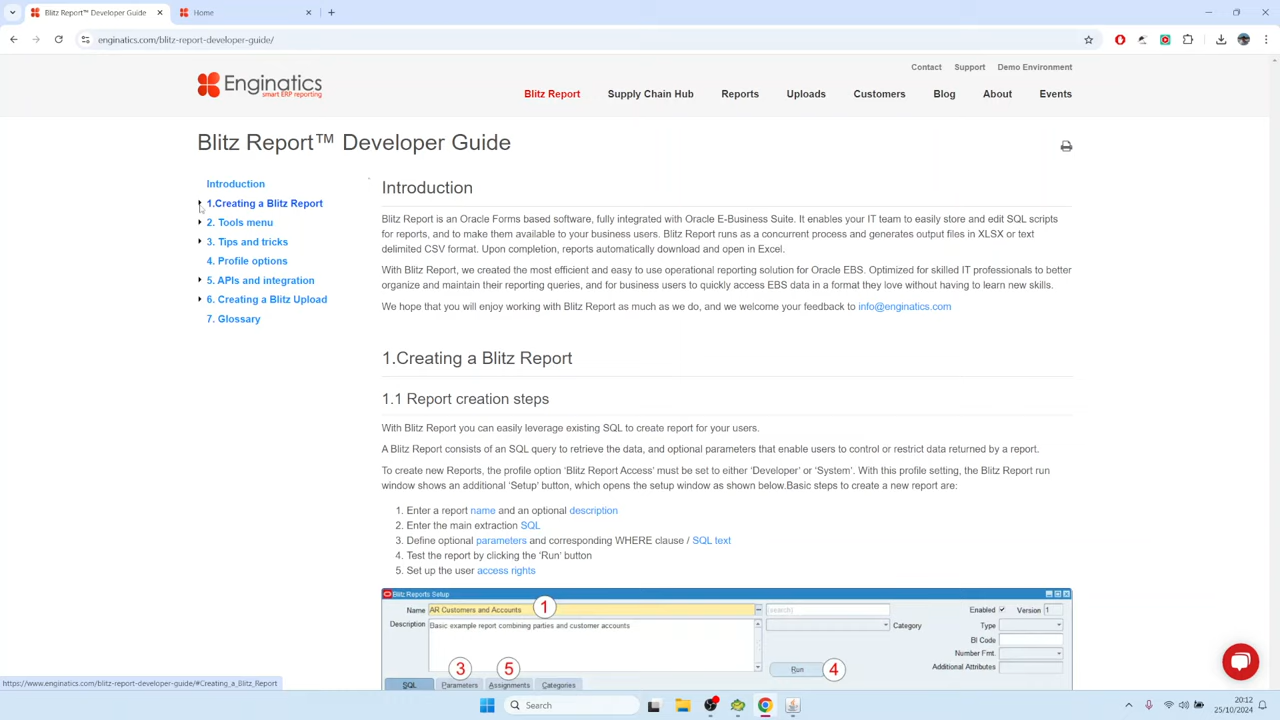 Blitz Report™ Developer Guide
Home
enginatics.com/blitz-report-developer-guide/
Contact Support Demo Environment
Enginatics
smart ERP reporting
Blitz Report Supply Chain Hub Reports Uploads Customers Blog About Events
Blitz Report™ Developer Guide
Introduction
1.Creating a Blitz Report
2. Tools menu
3. Tips and tricks
4. Profile options
5. APIs and integration
6. Creating a Blitz Upload
7. Glossary
Introduction
Blitz Report is an Oracle Forms based software, fully integrated with Oracle E-Business Suite. It enables your IT team to easily store and edit SQL scripts
for reports, and to make them available to your business users. Blitz Report runs as a concurrent process and generates output files in XLSX or text
delimited CSV format. Upon completion, reports automatically download and open in Excel.
With Blitz Report, we created the most efficient and easy to use operational reporting solution for Oracle EBS. Optimized for skilled IT professionals to better
organize and maintain their reporting queries, and for business users to quickly access EBS data in a format they love without having to learn new skills.
We hope that you will enjoy working with Blitz Report as much as we do, and we welcome your feedback to info@enginatics.com
1.Creating a Blitz Report
1.1 Report creation steps
With Blitz Report you can easily leverage existing SQL to create report for your users.
A Blitz Report consists of an SQL query to retrieve the data, and optional parameters that enable users to control or restrict data returned by a report.
To create new Reports, the profile option ‘Blitz Report Access’ must be set to either ‘Developer’ or ‘System’. With this profile setting, the Blitz Report run
window shows an additional ‘Setup’ button, which opens the setup window as shown below.Basic steps to create a new report are:
1. Enter a report name and an optional description
2. Enter the main extraction SQL
3. Define optional parameters and corresponding WHERE clause / SQL text
4. Test the report by clicking the ‘Run’ button
5. Set up the user access rights
Blitz Reports Setup
Name AR Customers and Accounts 1 (search) Enabled Version 1
Description Basic example report combining parties and customer accounts Category Type
BI Code
Number Fmt.
Additional Attributes
3 5 Run 4
SQL Parameters Assignments Categories
https://www.enginatics.com/blit​z-report-developer-guide/#Creating_a_Blitz_Report
Search
20:12
25/10/2024